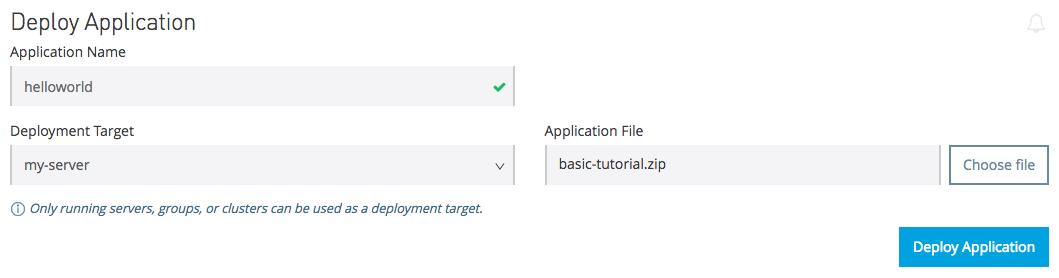 Deploy Application
Application Name
helloworld
Deployment Target
Application File
my-server
basic-tutorial.zip
Choose file
Only running servers, groups, or clusters can be used as a deployment target.
Deploy Application